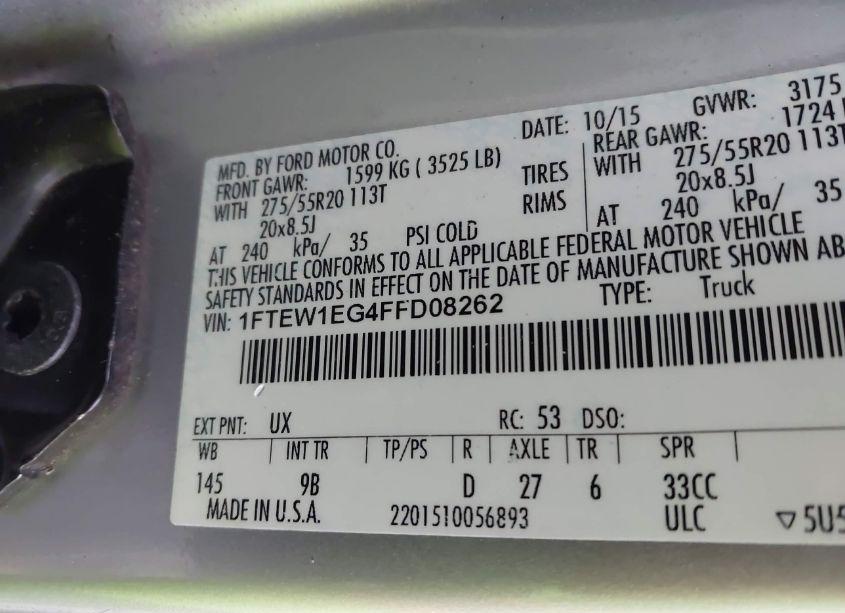 MFD. BY FORD MOTOR CO.
DATE: 10/15
GVWR: 3175
FRONT GAWR: 1599 KG ( 3525 LB)
REAR GAWR: 1724
WITH 275/55R20 113T
TIRES
WITH 275/55R20 113T
20x8.5J
RIMS
20x8.5J
AT 240 kPa/ 35 PSI COLD
AT 240 kPa/ 35
THIS VEHICLE CONFORMS TO ALL APPLICABLE FEDERAL MOTOR VEHICLE
SAFETY STANDARDS IN EFFECT ON THE DATE OF MANUFACTURE SHOWN AB
VIN: 1FTEW1EG4FFD08262
TYPE: Truck
EXT PNT: UX RC: 53 DSO:
WB INT TR TP/PS R AXLE TR SPR
145 9B D 27 6 33CC
MADE IN U.S.A. 2201510056893 ULC ▽5U5